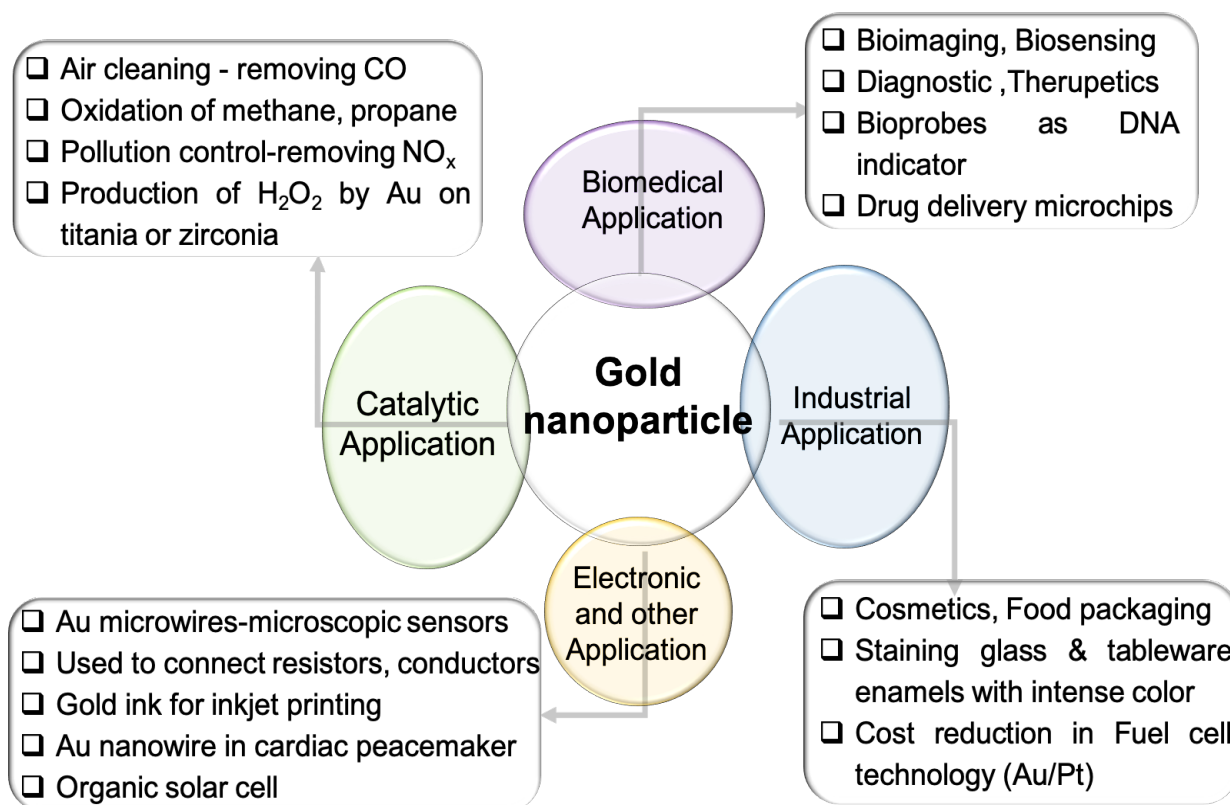 ❑ Air cleaning - removing CO
❑ Oxidation of methane, propane
❑ Pollution control-removing NOₓ
❑ Production of H₂O₂ by Au on
titania or zirconia
❑ Bioimaging, Biosensing
❑ Diagnostic ,Therupetics
❑ Bioprobes as DNA
indicator
❑ Drug delivery microchips
Biomedical
Application
Catalytic
Application
Gold
nanoparticle
Industrial
Application
Electronic
and other
Application
❑ Au microwires-microscopic sensors
❑ Used to connect resistors, conductors
❑ Gold ink for inkjet printing
❑ Au nanowire in cardiac peacemaker
❑ Organic solar cell
❑ Cosmetics, Food packaging
❑ Staining glass & tableware
enamels with intense color
❑ Cost reduction in Fuel cell
technology (Au/Pt)